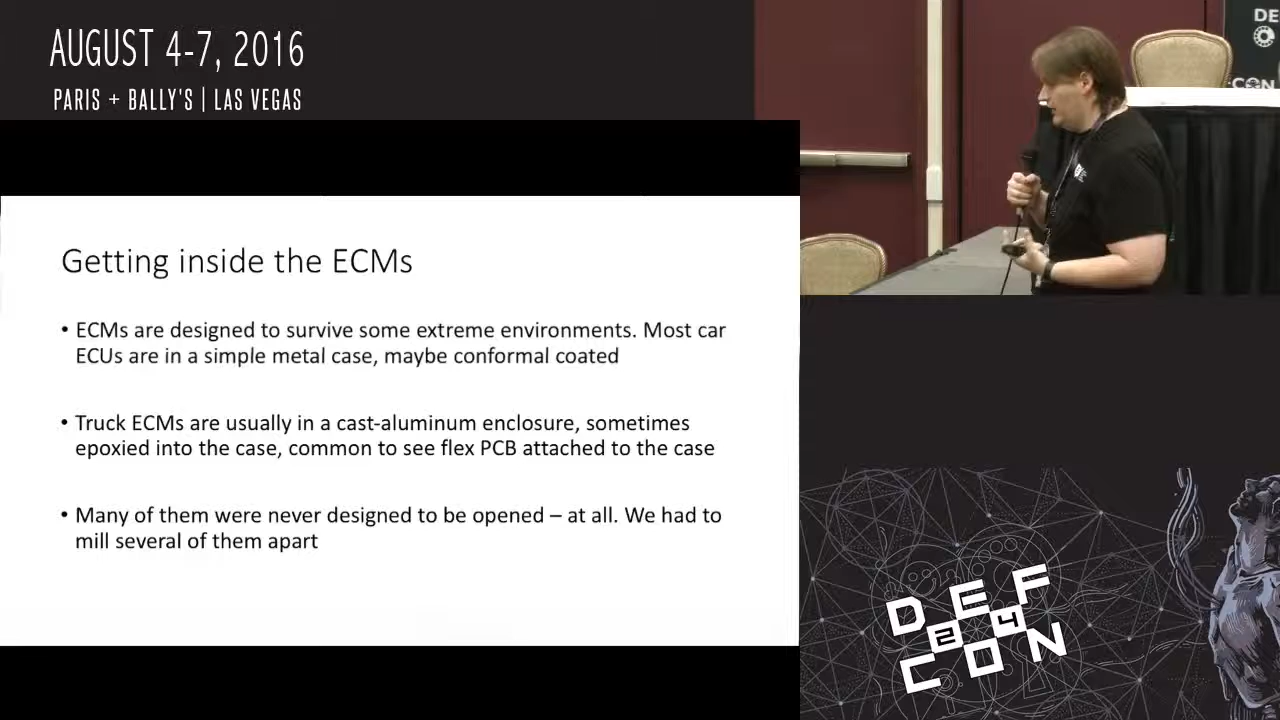 AUGUST 4-7, 2016
PARIS + BALLY'S | LAS VEGAS
DE
CON
Getting inside the ECMs
• ECMs are designed to survive some extreme environments. Most car
ECUs are in a simple metal case, maybe conformal coated
• Truck ECMs are usually in a cast-aluminum enclosure, sometimes
epoxied into the case, common to see flex PCB attached to the case
• Many of them were never designed to be opened – at all. We had to
mill several of them apart
DEF
24
CON